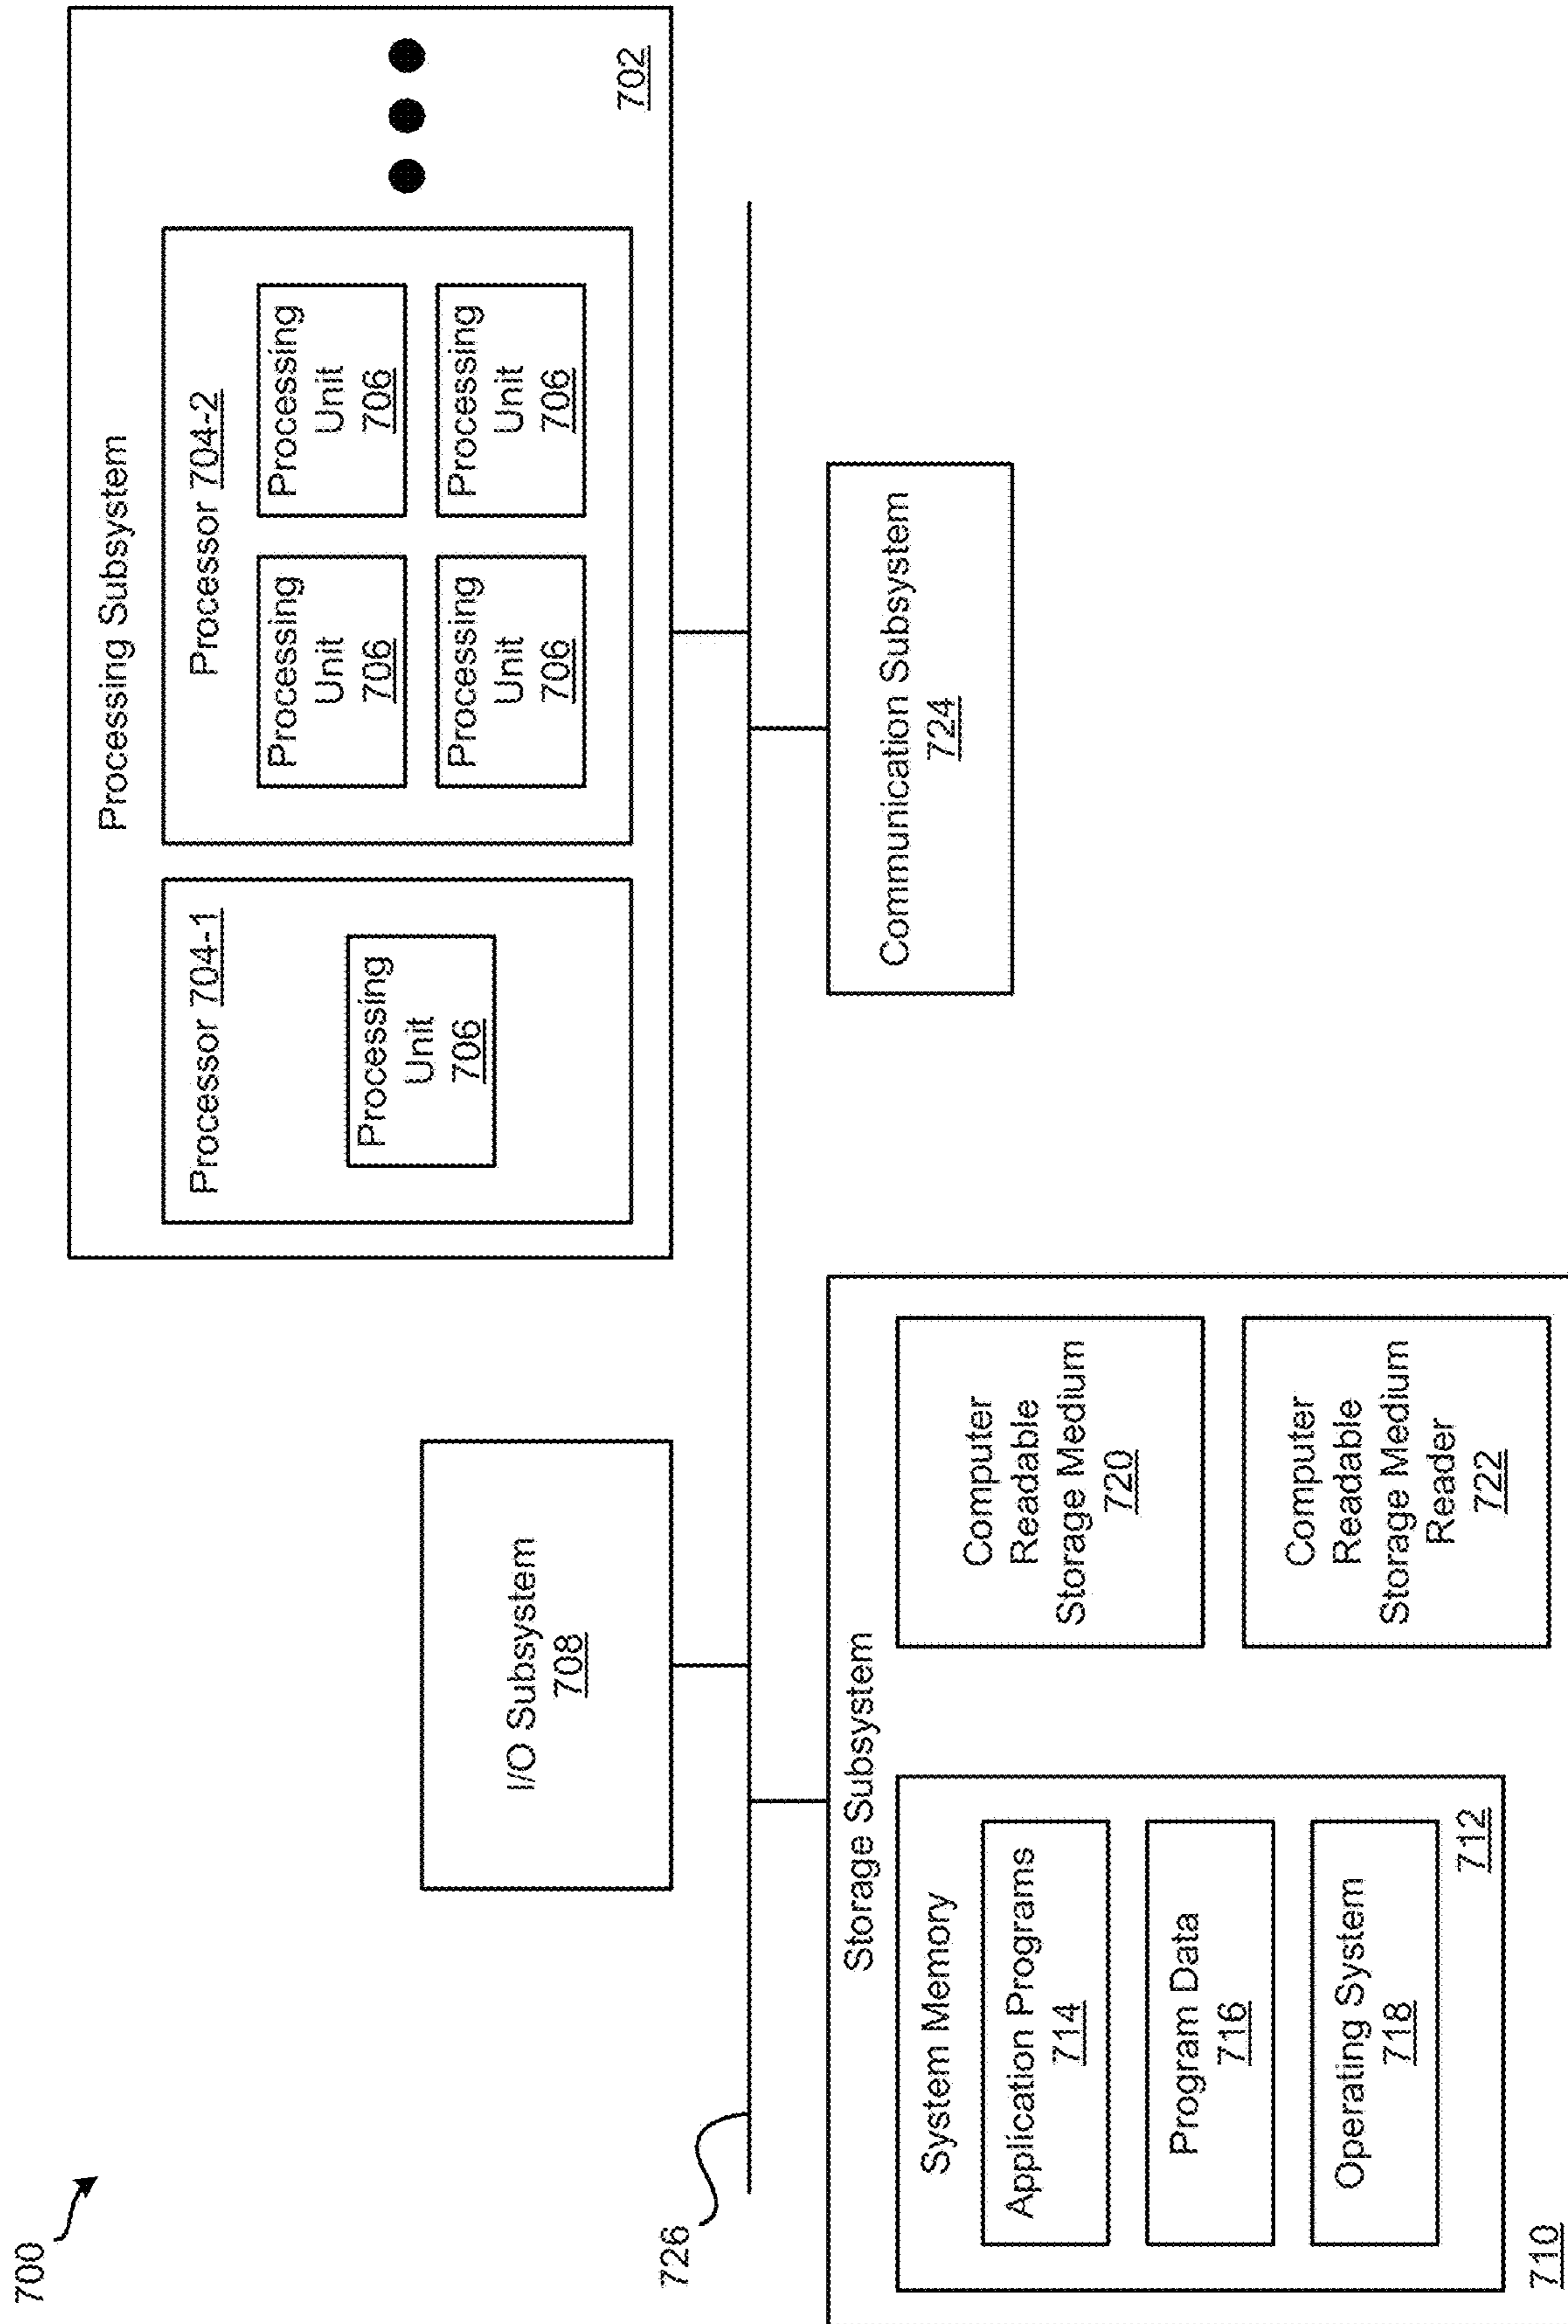 700
Processing Subsystem
Processor 704-1
Processing
Unit
706
Processor 704-2
Processing
Unit
706
Processing
Unit
706
Processing
Unit
706
Processing
Unit
706
702
I/O Subsystem
708
726
Storage Subsystem
System Memory
Application Programs
714
Program Data
716
Operating System
718
712
Computer
Readable
Storage Medium
720
Computer
Readable
Storage Medium
Reader
722
710
Communication Subsystem
724